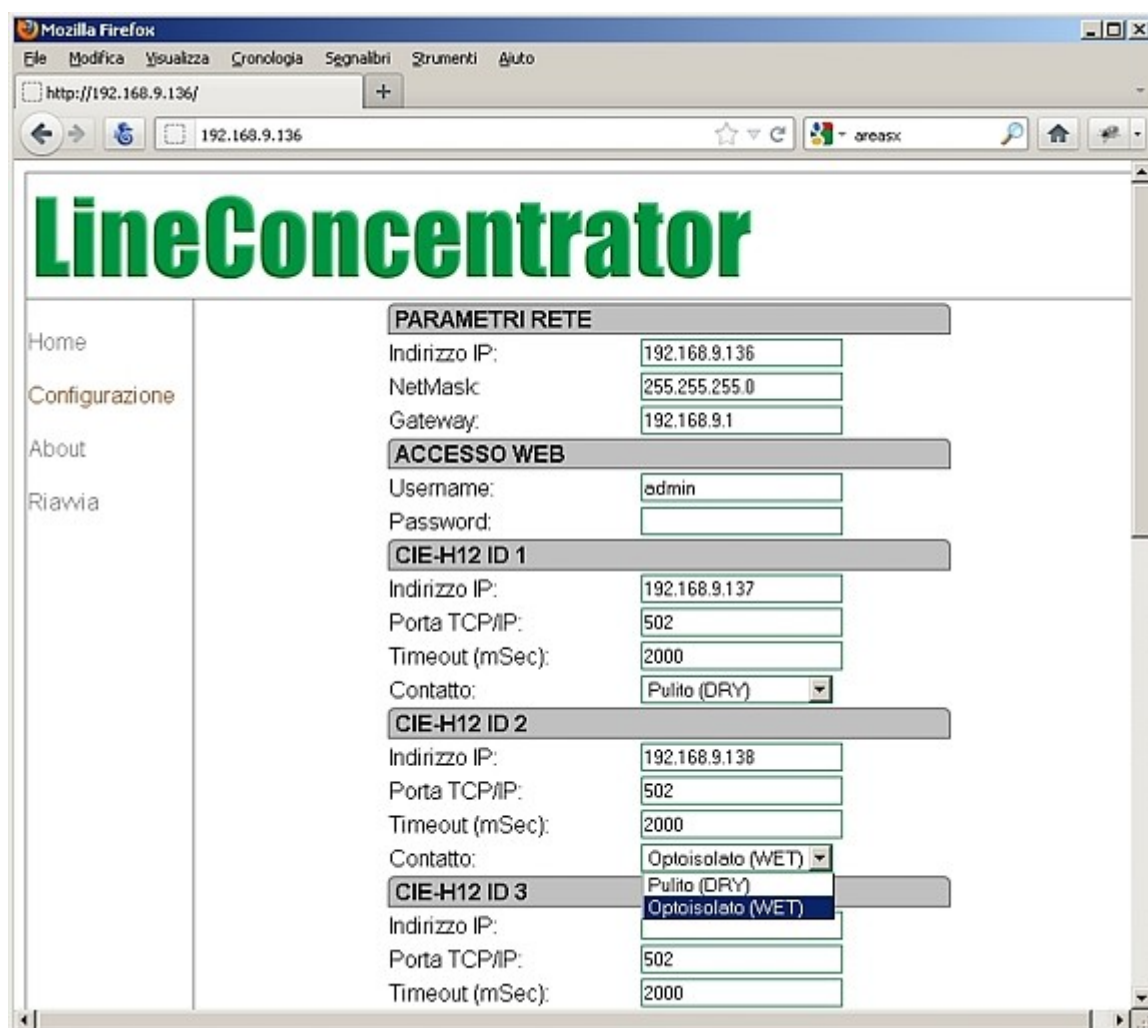 Mozilla Firefox
File Modifica Visualizza Cronologia Segnalibri Strumenti Aiuto
http://192.168.9.136/ +
192.168.9.136 areasx
LineConcentrator
Home
Configurazione
About
Riavvia
PARAMETRI RETE
Indirizzo IP: 192.168.9.136
NetMask: 255.255.255.0
Gateway: 192.168.9.1
ACCESSO WEB
Username: admin
Password:
CIE-H12 ID 1
Indirizzo IP: 192.168.9.137
Porta TCP/IP: 502
Timeout (mSec): 2000
Contatto: Pulito (DRY)
CIE-H12 ID 2
Indirizzo IP: 192.168.9.138
Porta TCP/IP: 502
Timeout (mSec): 2000
Contatto: Optoisolato (WET)
Pulito (DRY)
Optoisolato (WET)
CIE-H12 ID 3
Indirizzo IP:
Porta TCP/IP: 502
Timeout (mSec): 2000